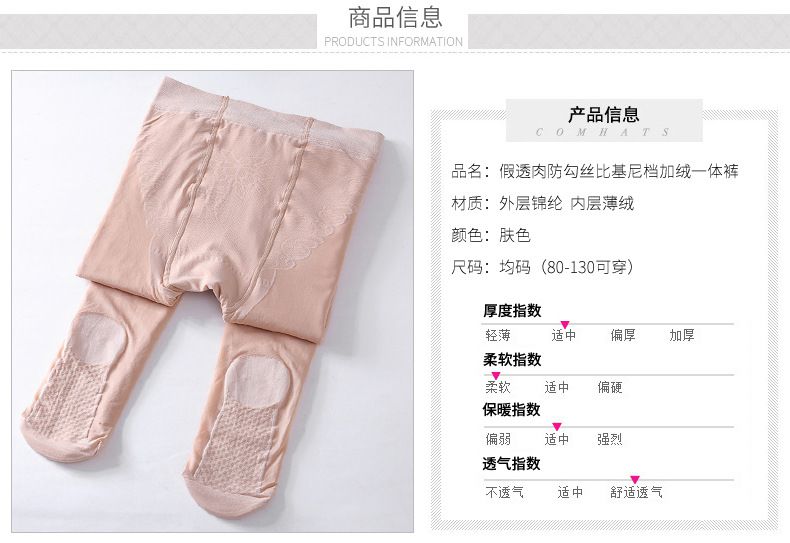 商品信息
PRODUCTS INFORMATION
产品信息
COMHATS
品名：假透肉防勾丝比基尼档加绒一体裤
材质：外层锦纶 内层薄绒
颜色：肤色
尺码：均码（80-130可穿）
厚度指数
轻薄 适中 偏厚 加厚
柔软指数
柔软 适中 偏硬
保暖指数
偏弱 适中 强烈
透气指数
不透气 适中 舒适透气